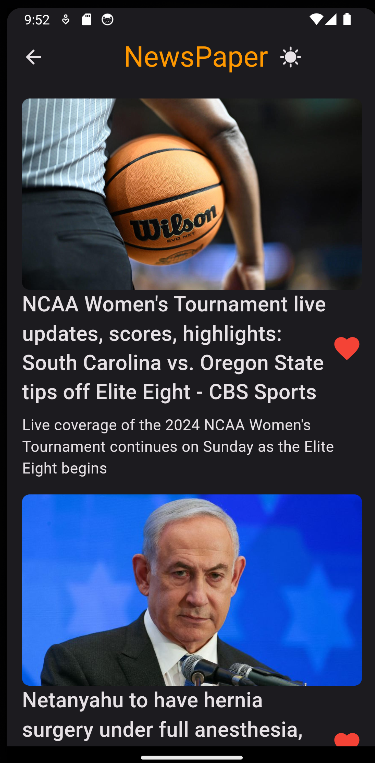 9:52
NewsPaper
Wilson
NCAA Women's Tournament live
updates, scores, highlights:
South Carolina vs. Oregon State
tips off Elite Eight - CBS Sports
Live coverage of the 2024 NCAA Women's
Tournament continues on Sunday as the Elite
Eight begins
Netanyahu to have hernia
surgery under full anesthesia,